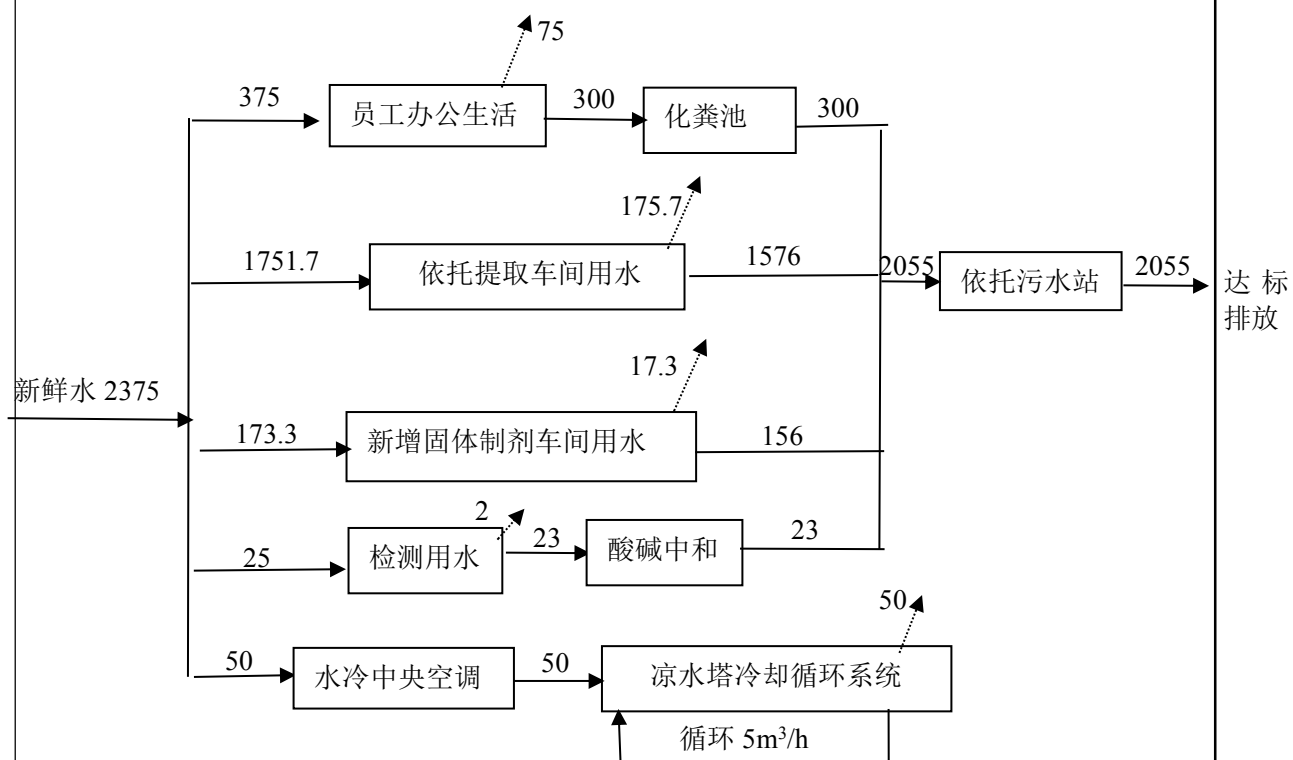 75
375
员工办公生活
300
化粪池
300
175.7
1751.7
依托提取车间用水
1576
2055
依托污水站
2055
达 标
排放
17.3
新鲜水 2375
173.3
新增固体制剂车间用水
156
2
25
检测用水
23
酸碱中和
23
50
50
水冷中央空调
50
凉水塔冷却循环系统
循环 5m³/h